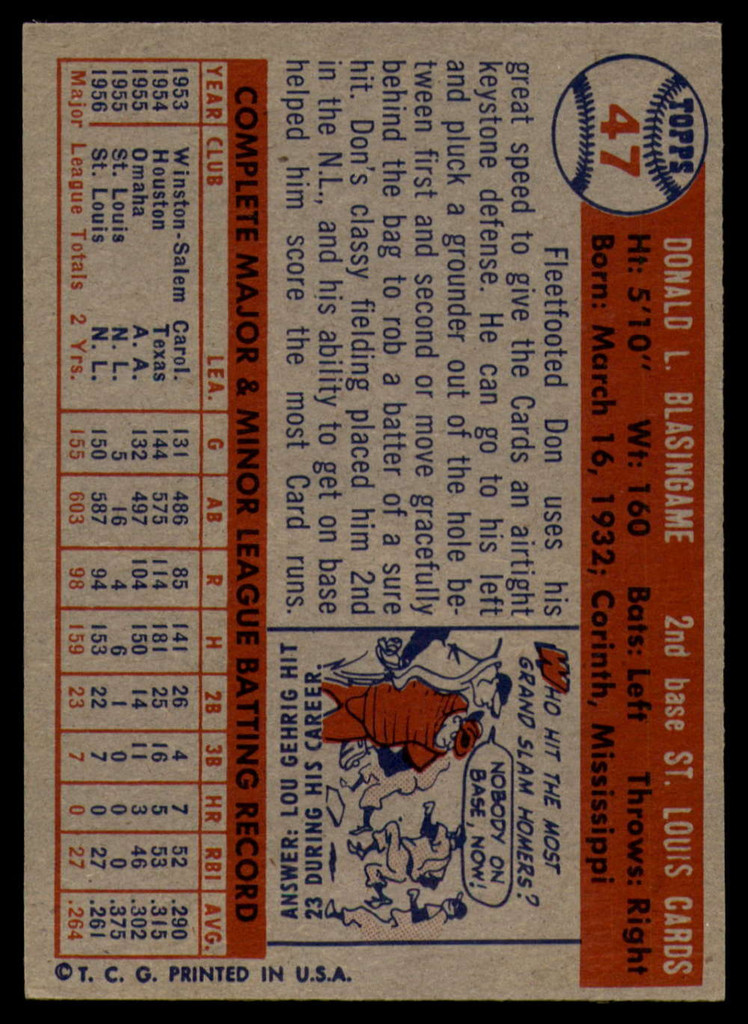 TOPPS
47
DONALD L. BLASINGAME 2nd base ST. LOUIS CARDS
Ht: 5'10" Wt: 160 Bats: Left Throws: Right
Born: March 16, 1932; Corinth, Mississippi
Fleetfooted Don uses his
great speed to give the Cards an airtight
keystone defense. He can go to his left
and pluck a grounder out of the hole be-
tween first and second or move gracefully
behind the bag to rob a batter of a sure
hit. Don's classy fielding placed him 2nd
in the N.L., and his ability to get on base
helped him score the most Card runs.
WHO HIT THE MOST
GRAND SLAM HOMERS?
NOBODY ON
BASE, NOW!
ANSWER: LOU GEHRIG HIT
23 DURING HIS CAREER.
COMPLETE MAJOR & MINOR LEAGUE BATTING RECORD
YEAR CLUB LEA. G AB R H 2B 3B HR RBI AVG.
1953 Winston-Salem Carol. 131 486 85 141 26 4 7 52 .290
1954 Houston Texas 144 575 114 181 25 16 5 53 .315
1955 Omaha A. A. 132 497 104 150 14 11 3 46 .302
1955 St. Louis N. L. 5 16 4 6 1 0 0 0 .375
1956 St. Louis N. L. 150 587 94 153 22 7 0 27 .261
Major League Totals 2 Yrs. 155 603 98 159 23 7 0 27 .264
© T. C. G. PRINTED IN U.S.A.